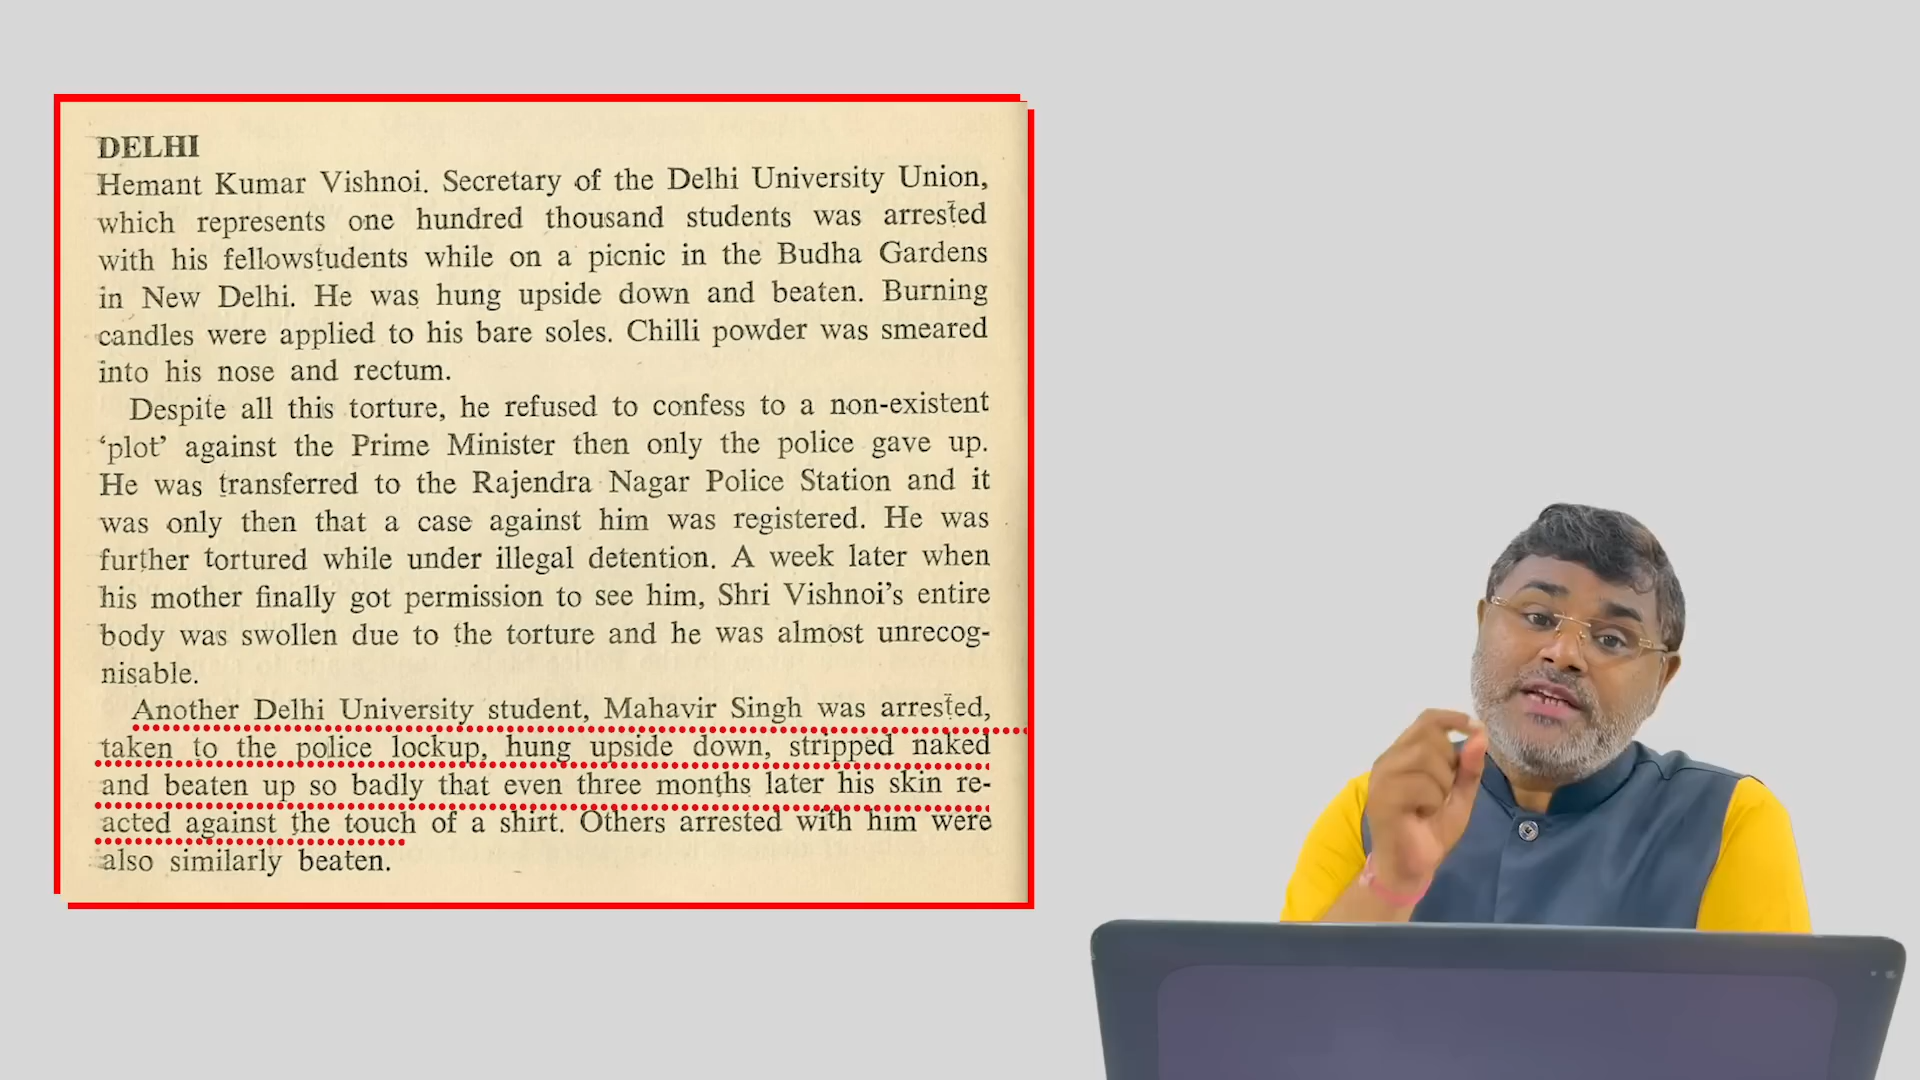 DELHI
Hemant Kumar Vishnoi. Secretary of the Delhi University Union,
which represents one hundred thousand students was arrested
with his fellowstudents while on a picnic in the Budha Gardens
in New Delhi. He was hung upside down and beaten. Burning
candles were applied to his bare soles. Chilli powder was smeared
into his nose and rectum.
Despite all this torture, he refused to confess to a non-existent
‘plot’ against the Prime Minister then only the police gave up.
He was transferred to the Rajendra Nagar Police Station and it
was only then that a case against him was registered. He was
further tortured while under illegal detention. A week later when
his mother finally got permission to see him, Shri Vishnoi’s entire
body was swollen due to the torture and he was almost unrecog-
nisable.
Another Delhi University student, Mahavir Singh was arrested,
taken to the police lockup, hung upside down, stripped naked
and beaten up so badly that even three months later his skin re-
acted against the touch of a shirt. Others arrested with him were
also similarly beaten.